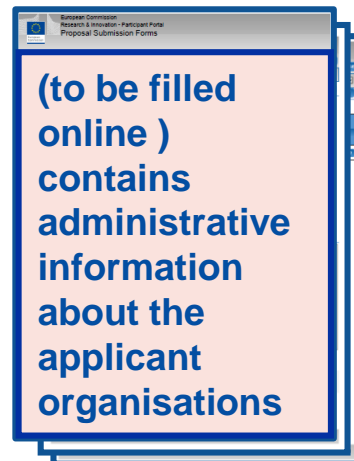 European Commission
Research & Innovation - Participant Portal
Proposal Submission Forms
(to be filled
online )
contains
administrative
information
about the
applicant
organisations